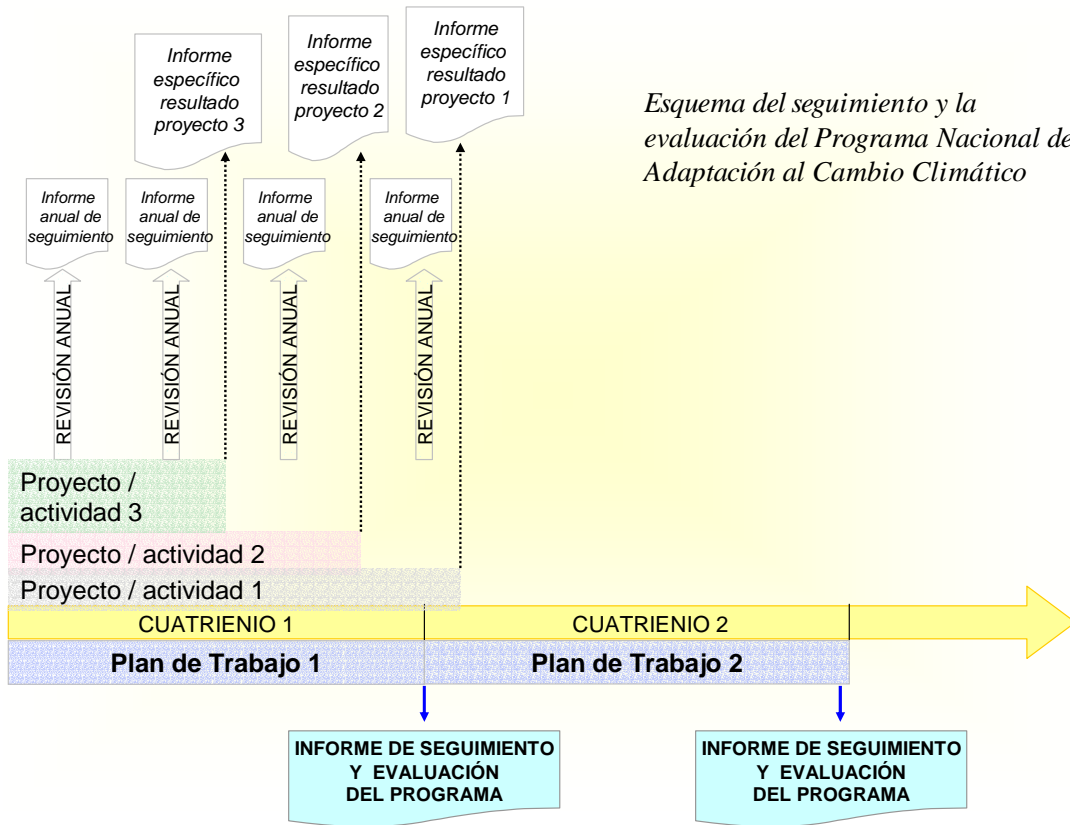 Informe
específico
resultado
proyecto 3
Informe
específico
resultado
proyecto 2
Informe
específico
resultado
proyecto 1
Esquema del seguimiento y la
evaluación del Programa Nacional de
Adaptación al Cambio Climático
Informe
anual de
seguimiento
Informe
anual de
seguimiento
Informe
anual de
seguimiento
Informe
anual de
seguimiento
REVISIÓN ANUAL
REVISIÓN ANUAL
REVISIÓN ANUAL
REVISIÓN ANUAL
Proyecto /
actividad 3
Proyecto / actividad 2
Proyecto / actividad 1
CUATRIENIO 1
CUATRIENIO 2
Plan de Trabajo 1
Plan de Trabajo 2
INFORME DE SEGUIMIENTO
Y EVALUACIÓN
DEL PROGRAMA
INFORME DE SEGUIMIENTO
Y EVALUACIÓN
DEL PROGRAMA